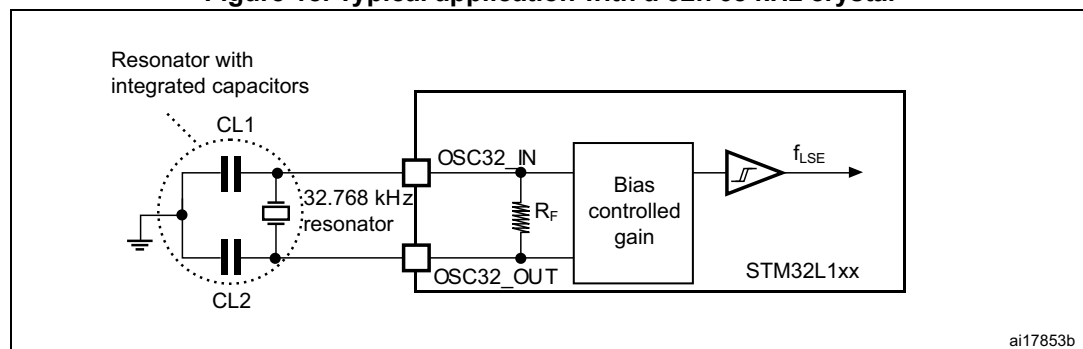 Resonator with
integrated capacitors
CL1
OSC32_IN
fLSE
32.768 kHz
resonator
RF
Bias
controlled
gain
OSC32_OUT
STM32L1xx
CL2
ai17853b